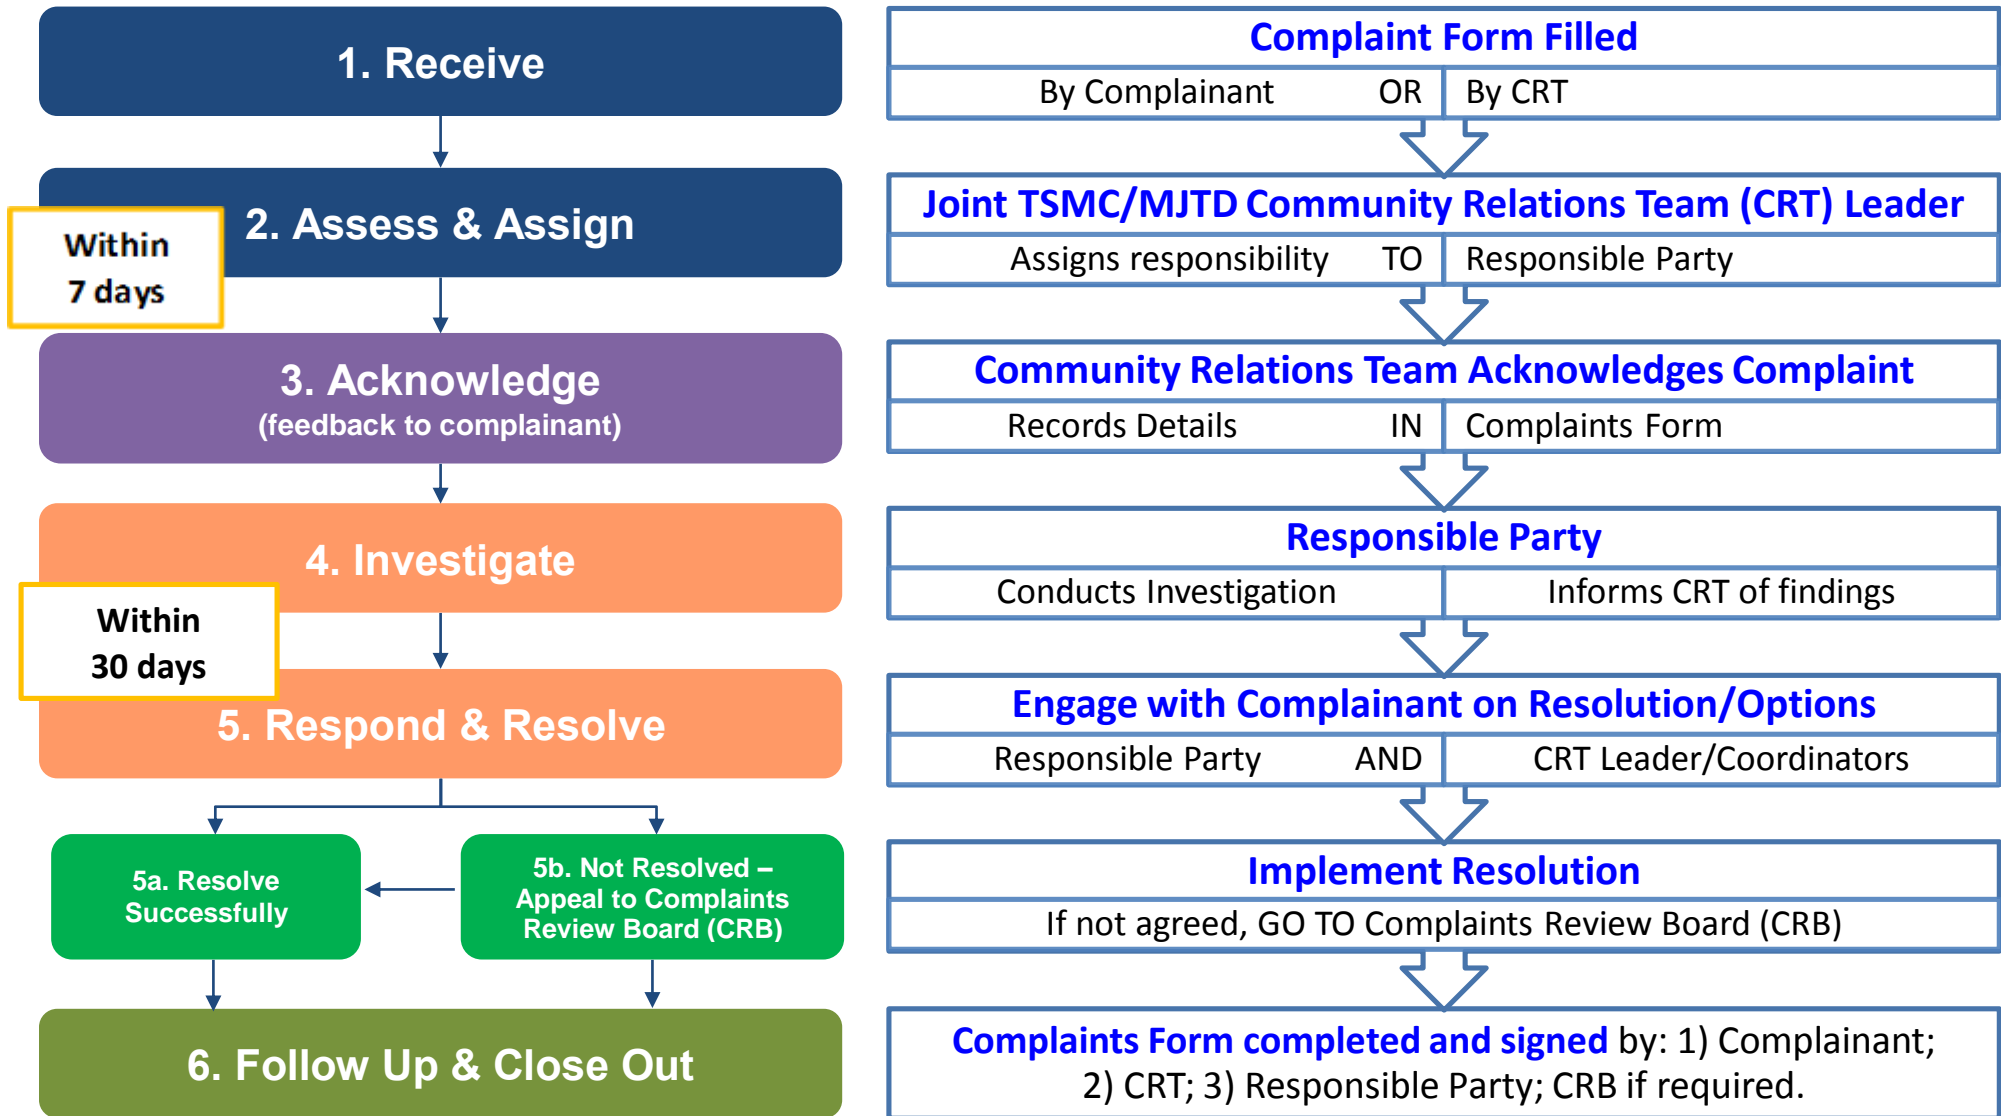 1. Receive
2. Assess & Assign
Within
7 days
3. Acknowledge
(feedback to complainant)
4. Investigate
Within
30 days
5. Respond & Resolve
5a. Resolve
Successfully
5b. Not Resolved –
Appeal to Complaints
Review Board (CRB)
6. Follow Up & Close Out
Complaint Form Filled
By Complainant OR By CRT
Joint TSMC/MJTD Community Relations Team (CRT) Leader
Assigns responsibility TO Responsible Party
Community Relations Team Acknowledges Complaint
Records Details IN Complaints Form
Responsible Party
Conducts Investigation Informs CRT of findings
Engage with Complainant on Resolution/Options
Responsible Party AND CRT Leader/Coordinators
Implement Resolution
If not agreed, GO TO Complaints Review Board (CRB)
Complaints Form completed and signed by: 1) Complainant;
2) CRT; 3) Responsible Party; CRB if required.